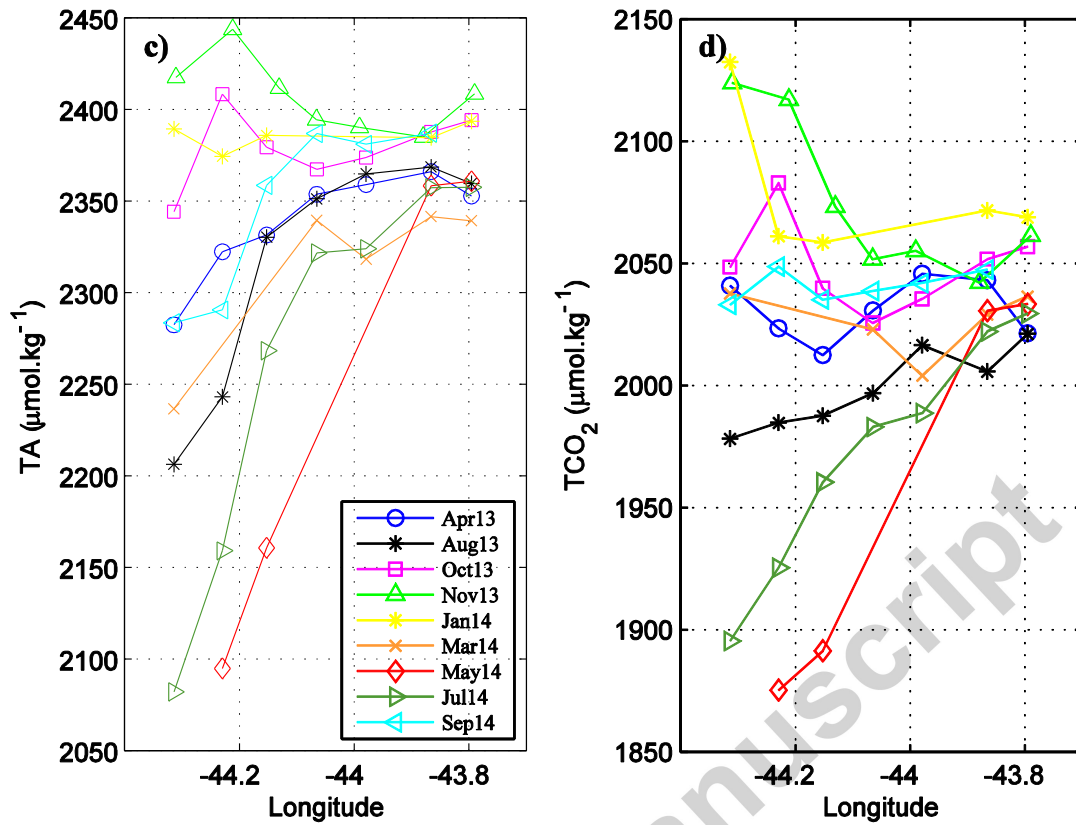 c)
2450
2400
2350
2300
2250
2200
2150
2100
2050
TA (μmol.kg⁻¹)
-44.2
-44
-43.8
Longitude
Apr13
Aug13
Oct13
Nov13
Jan14
Mar14
May14
Jul14
Sep14
d)
2150
2100
2050
2000
1950
1900
1850
TCO₂ (μmol.kg⁻¹)
-44.2
-44
-43.8
Longitude
nuscript